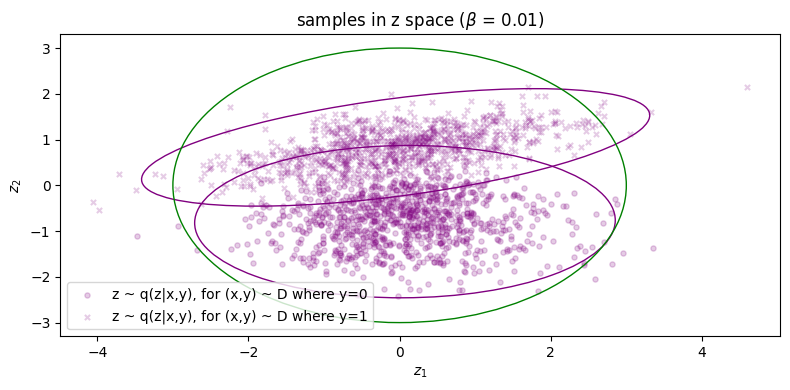 samples in z space (β = 0.01)
3
2
1
0
−1
−2
−3
z₂
z ~ q(z|x,y), for (x,y) ~ D where y=0
z ~ q(z|x,y), for (x,y) ~ D where y=1
−4
−2
0
2
4
z₁